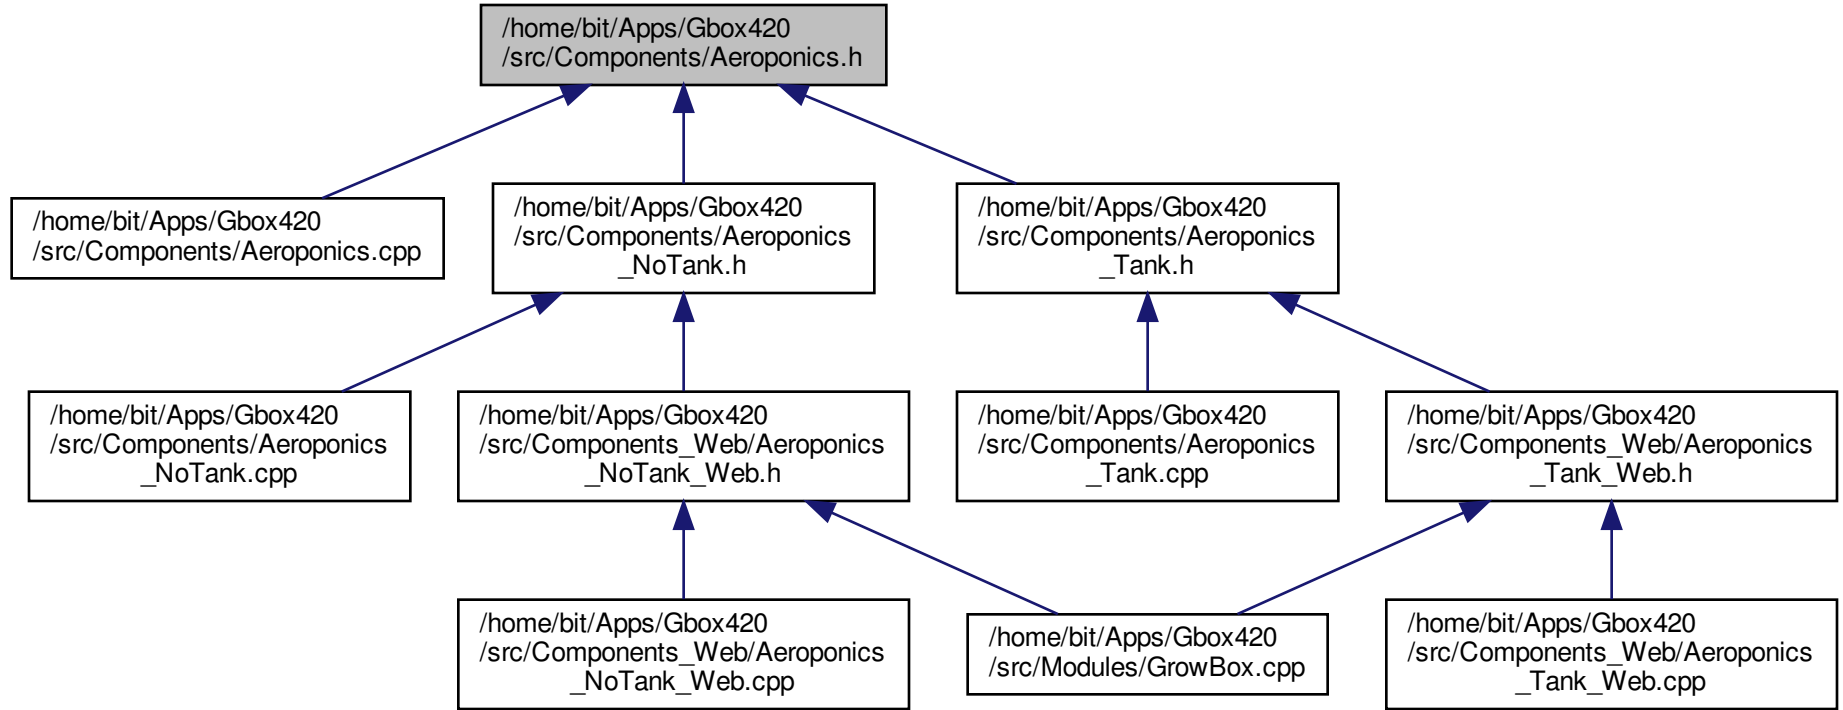 /home/bit/Apps/Gbox420
/src/Components/Aeroponics.h
/home/bit/Apps/Gbox420
/src/Components/Aeroponics.cpp
/home/bit/Apps/Gbox420
/src/Components/Aeroponics
_NoTank.h
/home/bit/Apps/Gbox420
/src/Components/Aeroponics
_Tank.h
/home/bit/Apps/Gbox420
/src/Components/Aeroponics
_NoTank.cpp
/home/bit/Apps/Gbox420
/src/Components_Web/Aeroponics
_NoTank_Web.h
/home/bit/Apps/Gbox420
/src/Components/Aeroponics
_Tank.cpp
/home/bit/Apps/Gbox420
/src/Components_Web/Aeroponics
_Tank_Web.h
/home/bit/Apps/Gbox420
/src/Components_Web/Aeroponics
_NoTank_Web.cpp
/home/bit/Apps/Gbox420
/src/Modules/GrowBox.cpp
/home/bit/Apps/Gbox420
/src/Components_Web/Aeroponics
_Tank_Web.cpp